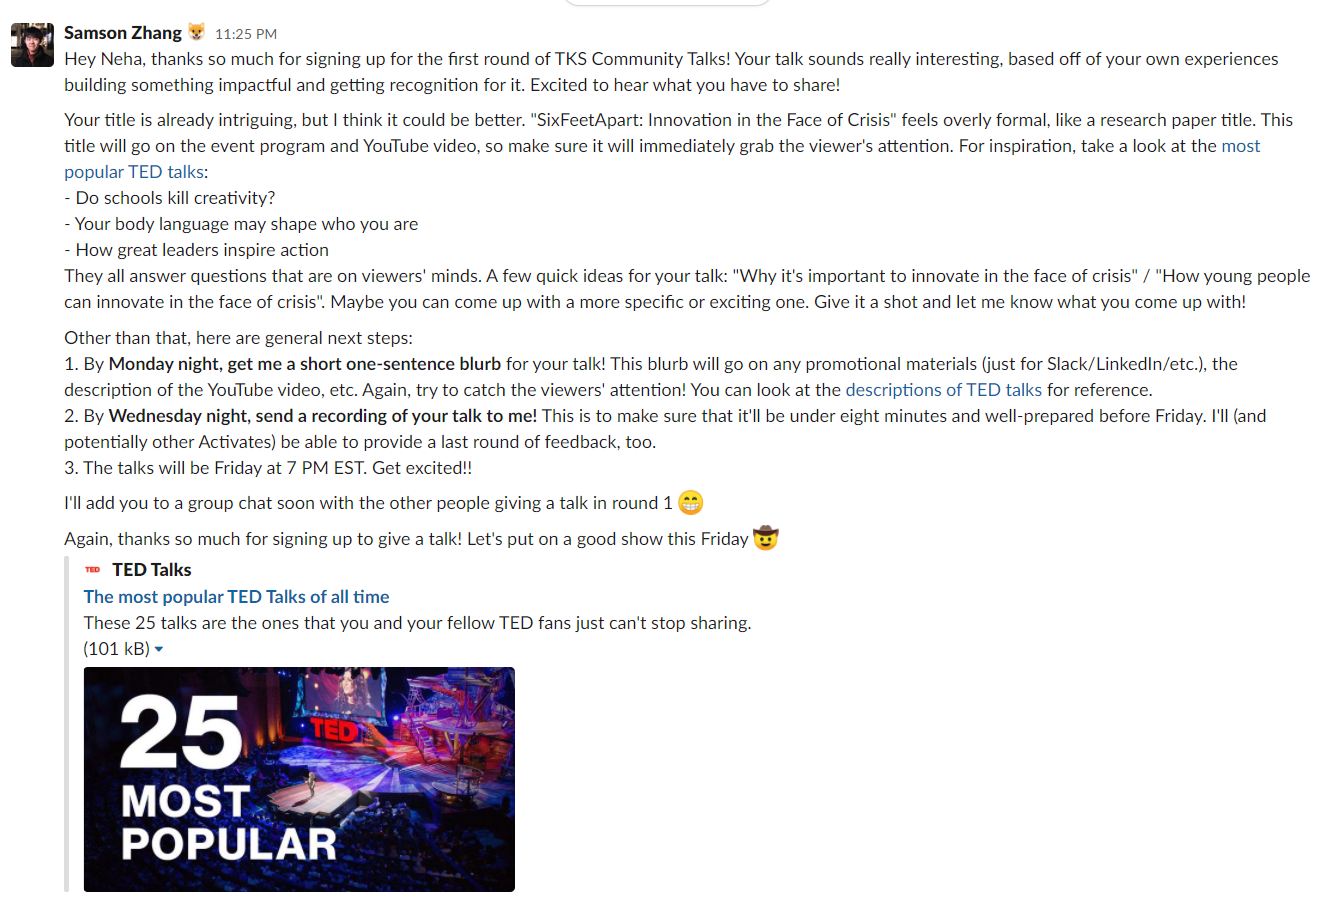 Samson Zhang 11:25 PM
Hey Neha, thanks so much for signing up for the first round of TKS Community Talks! Your talk sounds really interesting, based off of your own experiences
building something impactful and getting recognition for it. Excited to hear what you have to share!
Your title is already intriguing, but I think it could be better. "SixFeetApart: Innovation in the Face of Crisis" feels overly formal, like a research paper title. This
title will go on the event program and YouTube video, so make sure it will immediately grab the viewer's attention. For inspiration, take a look at the most
popular TED talks:
- Do schools kill creativity?
- Your body language may shape who you are
- How great leaders inspire action
They all answer questions that are on viewers' minds. A few quick ideas for your talk: "Why it's important to innovate in the face of crisis" / "How young people
can innovate in the face of crisis". Maybe you can come up with a more specific or exciting one. Give it a shot and let me know what you come up with!
Other than that, here are general next steps:
1. By Monday night, get me a short one-sentence blurb for your talk! This blurb will go on any promotional materials (just for Slack/LinkedIn/etc.), the
description of the YouTube video, etc. Again, try to catch the viewers' attention! You can look at the descriptions of TED talks for reference.
2. By Wednesday night, send a recording of your talk to me! This is to make sure that it'll be under eight minutes and well-prepared before Friday. I'll (and
potentially other Activates) be able to provide a last round of feedback, too.
3. The talks will be Friday at 7 PM EST. Get excited!!
I'll add you to a group chat soon with the other people giving a talk in round 1
Again, thanks so much for signing up to give a talk! Let's put on a good show this Friday
TED TED Talks
The most popular TED Talks of all time
These 25 talks are the ones that you and your fellow TED fans just can't stop sharing.
(101 kB)
25
MOST
POPULAR
TED